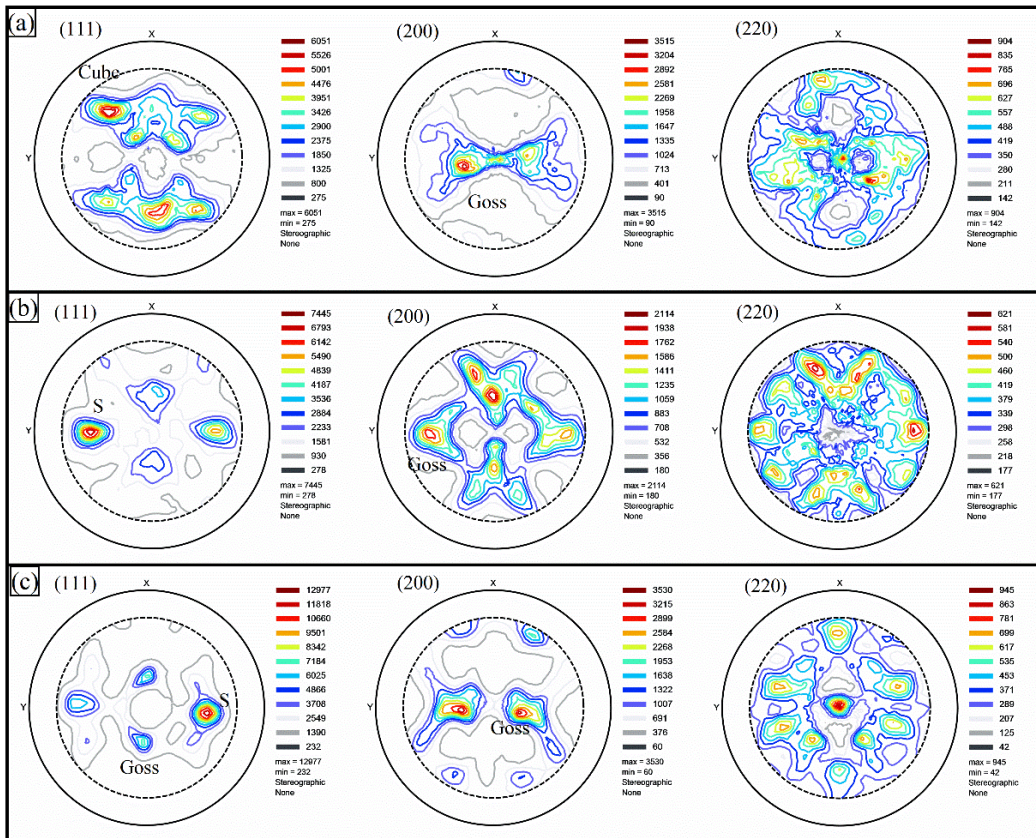 (a)
(111)
X
Y
Cube
6051
5526
5001
4476
3951
3426
2900
2375
1850
1325
800
275
max = 6051
min = 275
Stereographic
None
(200)
X
Y
Goss
3515
3204
2892
2581
2269
1958
1647
1335
1024
713
401
90
max = 3515
min = 90
Stereographic
None
(220)
X
Y
904
835
765
696
627
557
488
419
350
280
211
142
max = 904
min = 142
Stereographic
None
(b)
(111)
X
Y
S
7445
6793
6142
5490
4839
4187
3536
2884
2233
1581
930
278
max = 7445
min = 278
Stereographic
None
(200)
X
Y
Goss
2114
1938
1762
1586
1411
1235
1059
883
708
532
356
180
max = 2114
min = 180
Stereographic
None
(220)
X
Y
621
581
540
500
460
419
379
339
298
258
218
177
max = 621
min = 177
Stereographic
None
(c)
(111)
X
Y
S
Goss
12977
11818
10660
9501
8342
7184
6025
4866
3708
2549
1390
232
max = 12977
min = 232
Stereographic
None
(200)
X
Y
Goss
3530
3215
2899
2584
2268
1953
1638
1322
1007
691
376
60
max = 3530
min = 60
Stereographic
None
(220)
X
Y
945
863
781
699
617
535
453
371
289
207
125
42
max = 945
min = 42
Stereographic
None